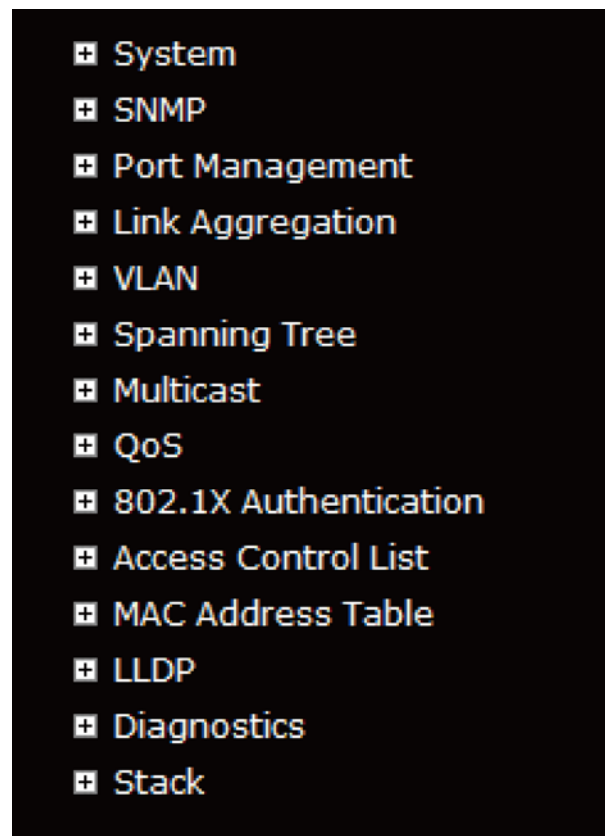 System
SNMP
Port Management
Link Aggregation
VLAN
Spanning Tree
Multicast
QoS
802.1X Authentication
Access Control List
MAC Address Table
LLDP
Diagnostics
Stack